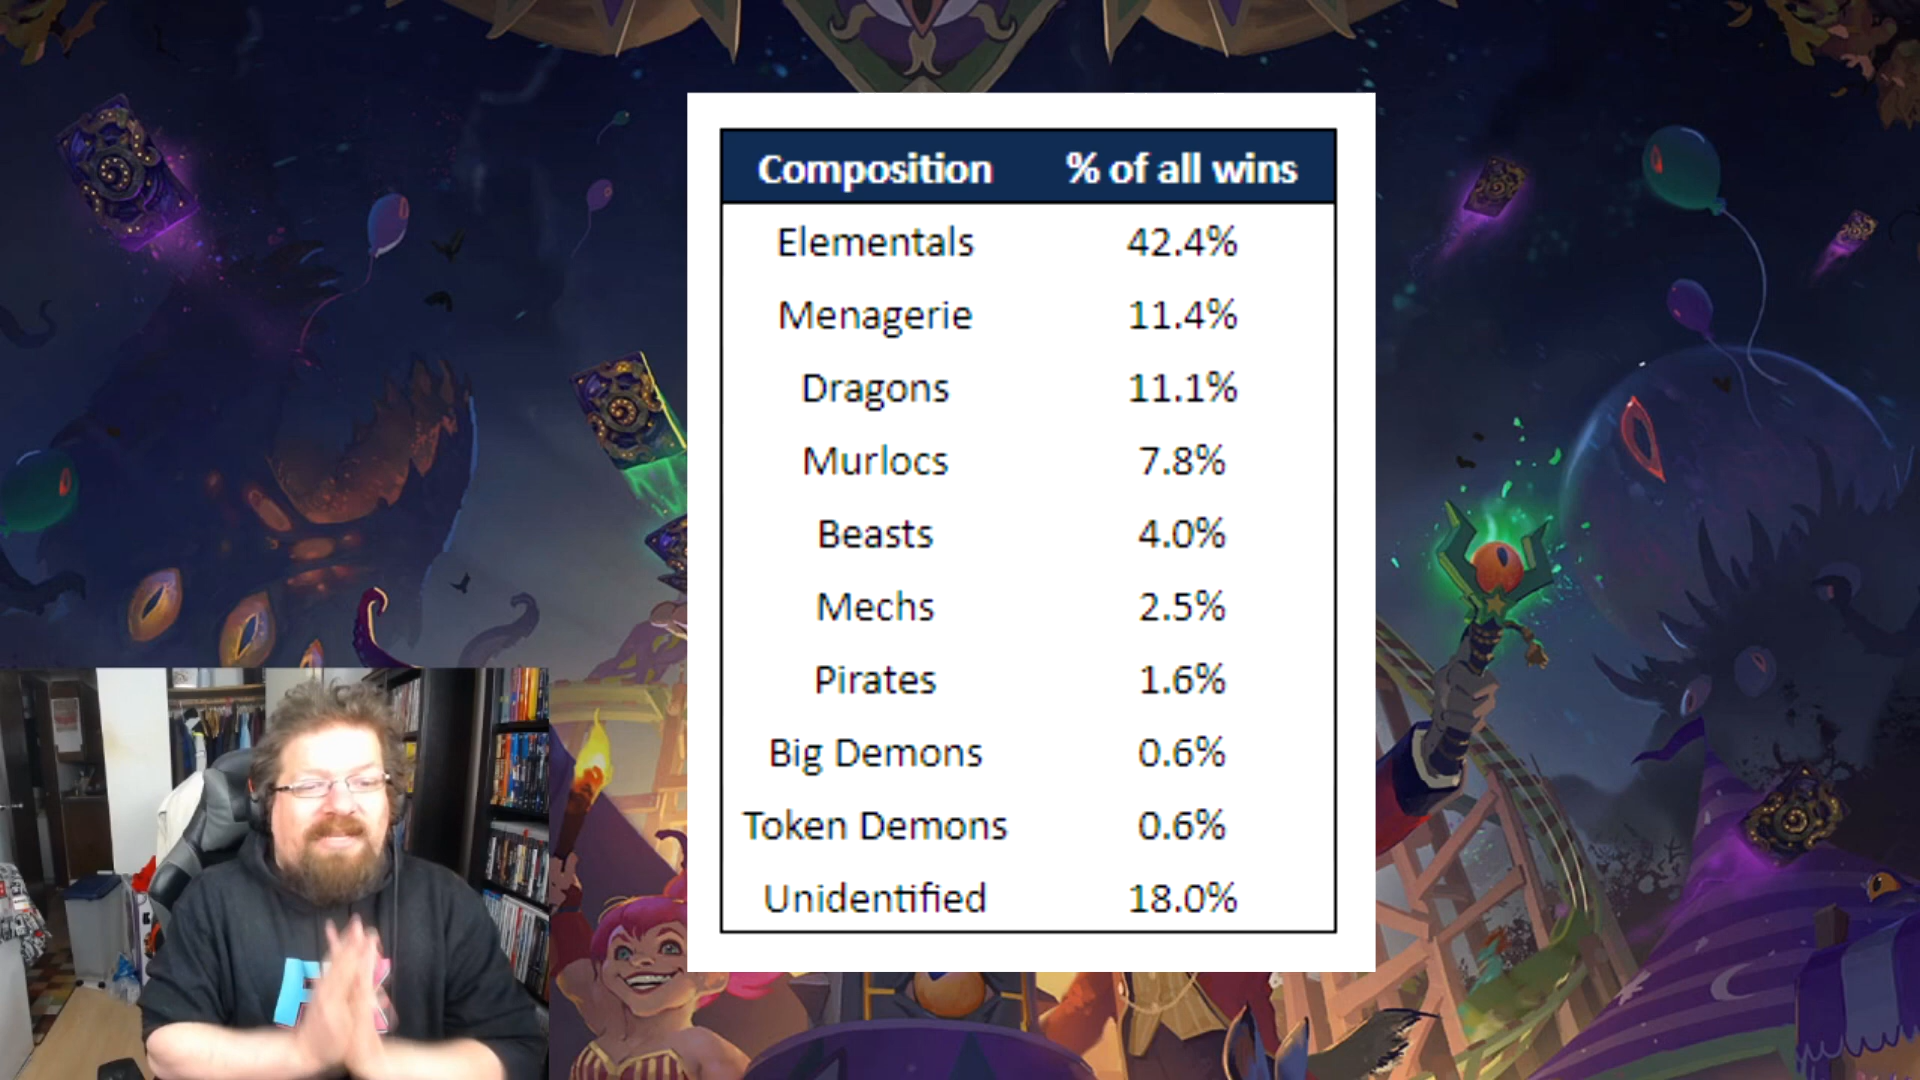 Composition % of all wins
Elementals 42.4%
Menagerie 11.4%
Dragons 11.1%
Murlocs 7.8%
Beasts 4.0%
Mechs 2.5%
Pirates 1.6%
Big Demons 0.6%
Token Demons 0.6%
Unidentified 18.0%